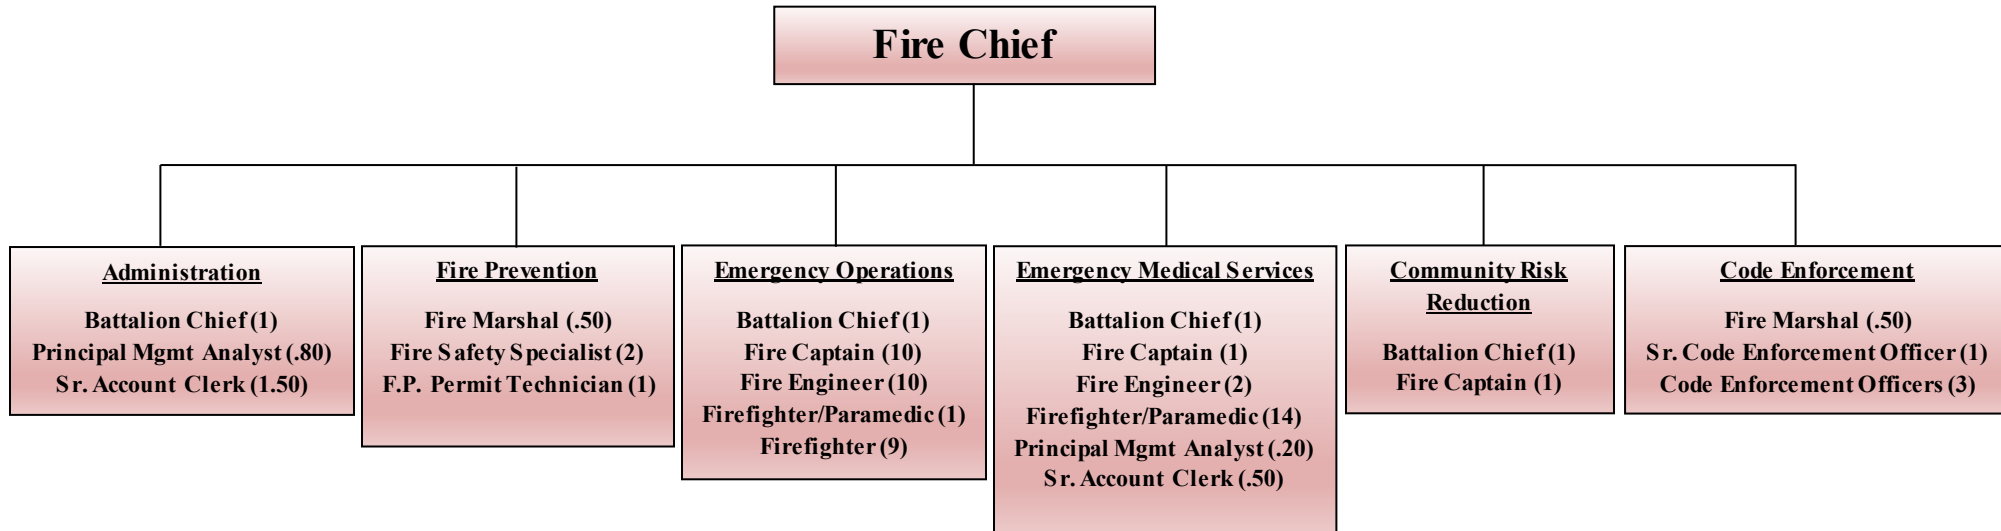 Fire Chief
Administration
Battalion Chief (1)
Principal Mgmt Analyst (.80)
Sr. Account Clerk (1.50)
Fire Prevention
Fire Marshal (.50)
Fire Safety Specialist (2)
F.P. Permit Technician (1)
Emergency Operations
Battalion Chief (1)
Fire Captain (10)
Fire Engineer (10)
Firefighter/Paramedic (1)
Firefighter (9)
Emergency Medical Services
Battalion Chief (1)
Fire Captain (1)
Fire Engineer (2)
Firefighter/Paramedic (14)
Principal Mgmt Analyst (.20)
Sr. Account Clerk (.50)
Community Risk
Reduction
Battalion Chief (1)
Fire Captain (1)
Code Enforcement
Fire Marshal (.50)
Sr. Code Enforcement Officer (1)
Code Enforcement Officers (3)